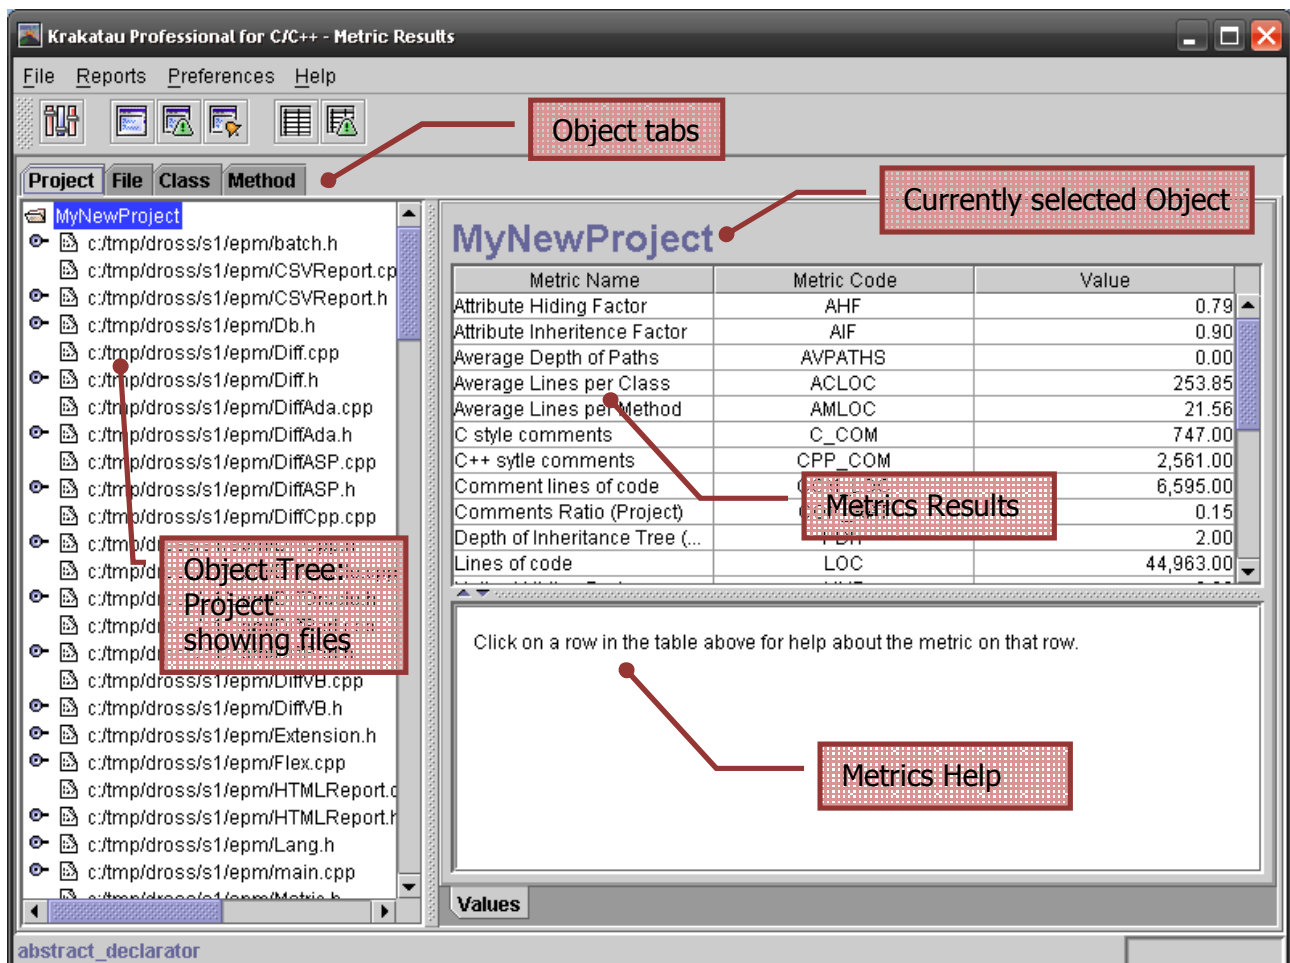 Krakatau Professional for C/C++ - Metric Results
File Reports Preferences Help
Object tabs
Project File Class Method
Currently selected Object
MyNewProject
c:/tmp/dross/s1/epm/batch.h
c:/tmp/dross/s1/epm/CSVReport.cp
c:/tmp/dross/s1/epm/CSVReport.h
c:/tmp/dross/s1/epm/Db.h
c:/tmp/dross/s1/epm/Diff.cpp
c:/tmp/dross/s1/epm/Diff.h
c:/tmp/dross/s1/epm/DiffAda.cpp
c:/tmp/dross/s1/epm/DiffAda.h
c:/tmp/dross/s1/epm/DiffASP.cpp
c:/tmp/dross/s1/epm/DiffASP.h
c:/tmp/dross/s1/epm/DiffCpp.cpp
Object Tree:
Project
showing files
c:/tmp/dross/s1/epm/DiffVB.cpp
c:/tmp/dross/s1/epm/DiffVB.h
c:/tmp/dross/s1/epm/Extension.h
c:/tmp/dross/s1/epm/Flex.cpp
c:/tmp/dross/s1/epm/HTMLReport.c
c:/tmp/dross/s1/epm/HTMLReport.h
c:/tmp/dross/s1/epm/Lang.h
c:/tmp/dross/s1/epm/main.cpp
MyNewProject
Metric Name Metric Code Value
Attribute Hiding Factor AHF 0.79
Attribute Inheritence Factor AIF 0.90
Average Depth of Paths AVPATHS 0.00
Average Lines per Class ACLOC 253.85
Average Lines per Method AMLOC 21.56
C style comments C_COM 747.00
C++ sytle comments CPP_COM 2,561.00
Comment lines of code 6,595.00
Comments Ratio (Project) 0.15
Depth of Inheritance Tree (... 2.00
Lines of code LOC 44,963.00
Metrics Results
Click on a row in the table above for help about the metric on that row.
Metrics Help
Values
abstract_declarator